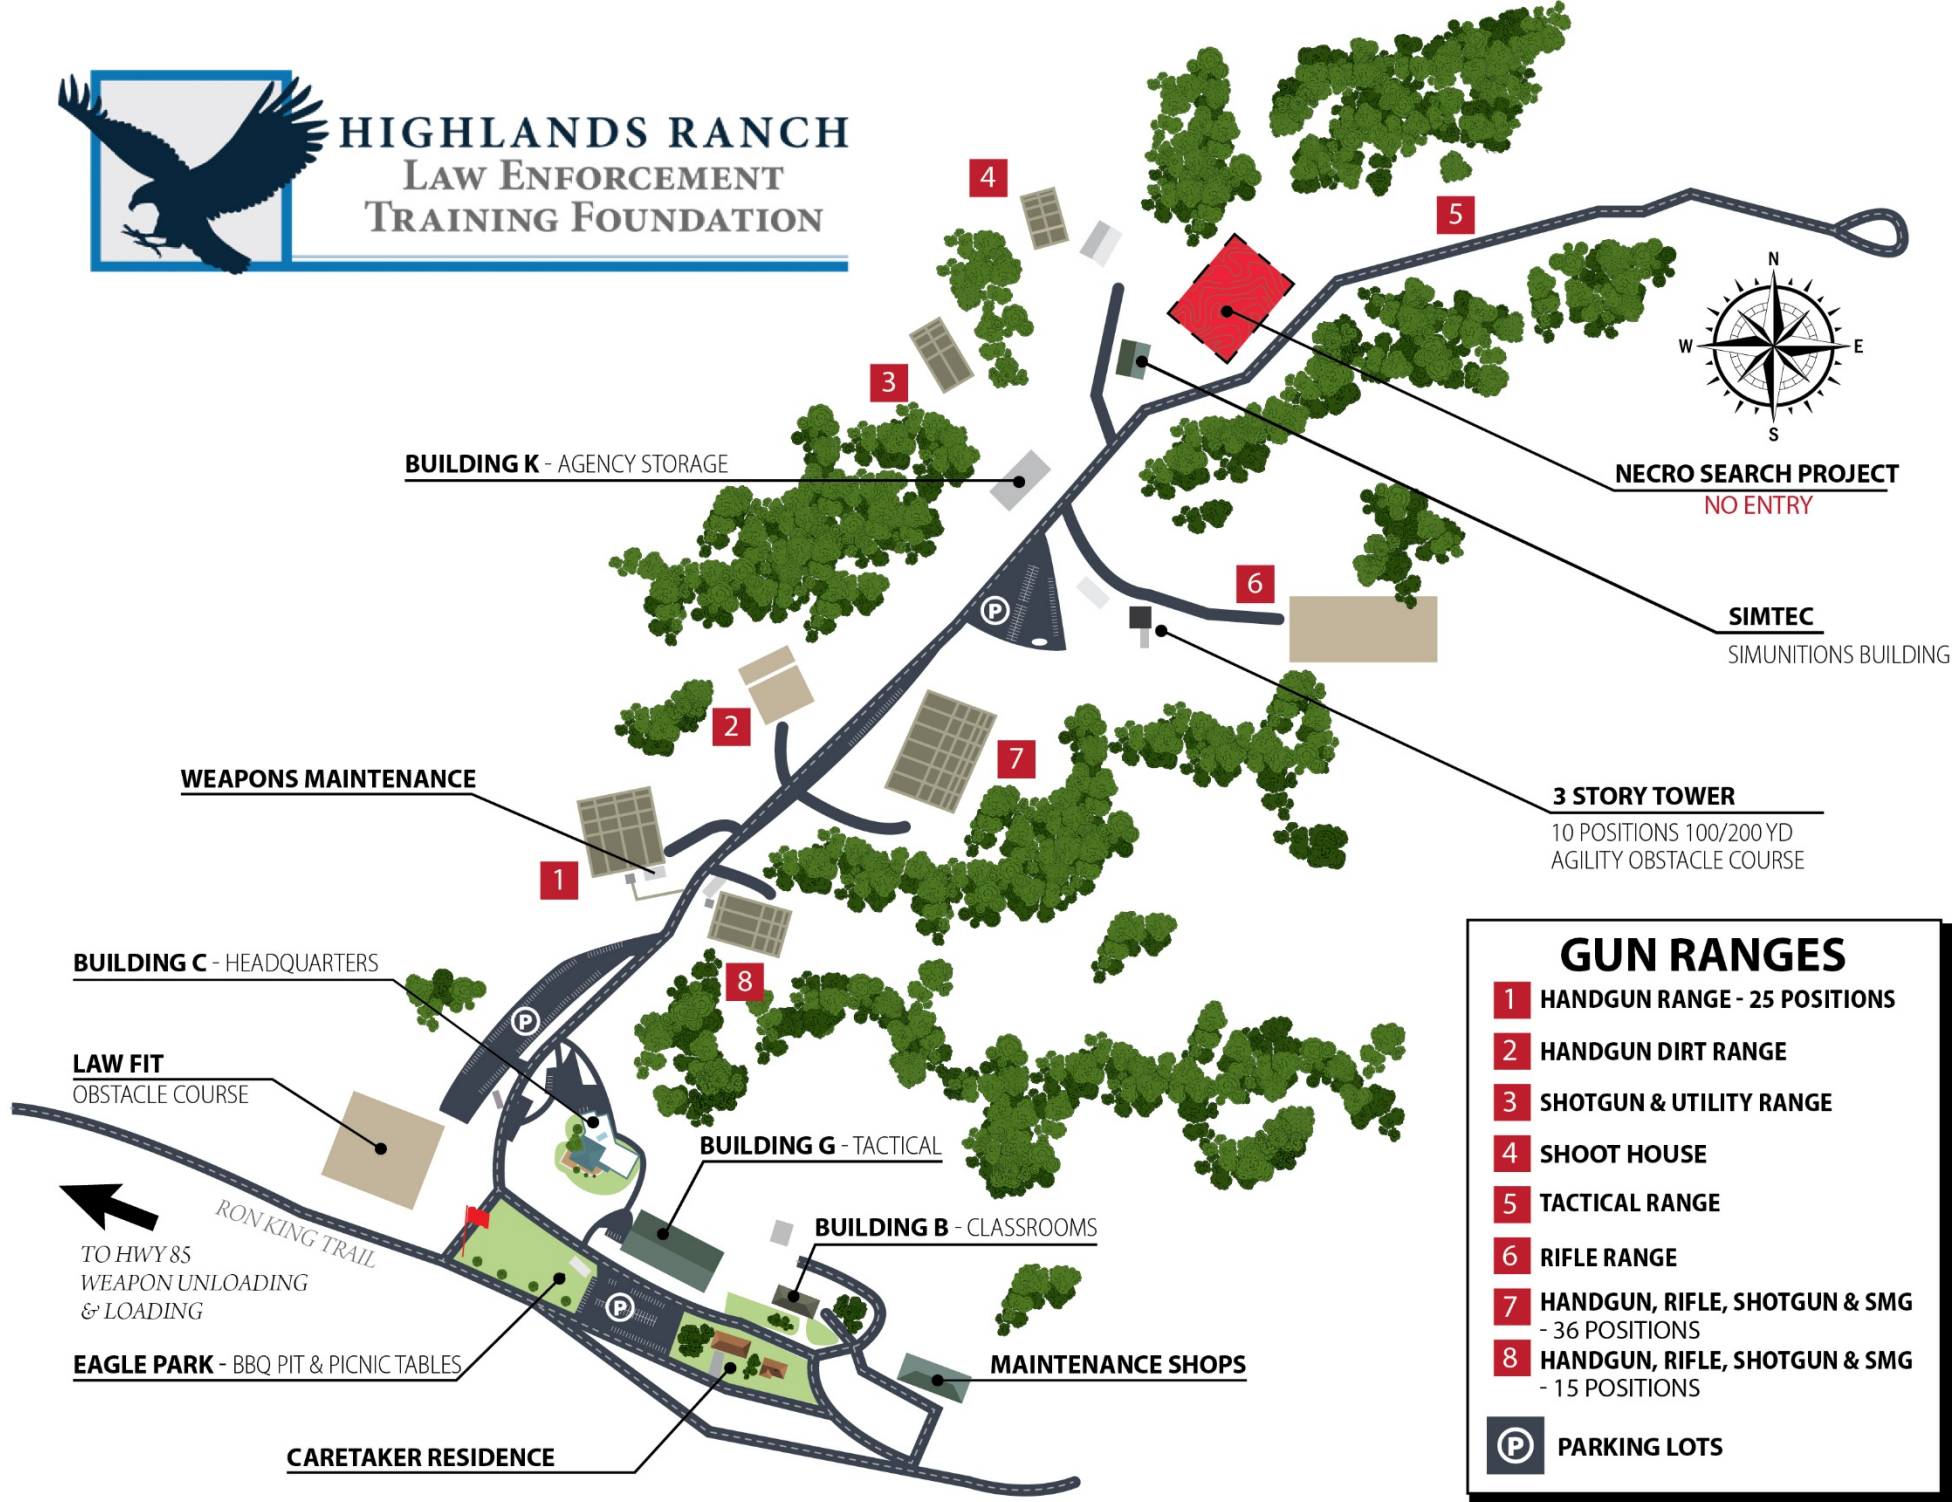 HIGHLANDS RANCH
LAW ENFORCEMENT
TRAINING FOUNDATION
4
5
N
W
E
S
3
BUILDING K - AGENCY STORAGE
NECRO SEARCH PROJECT
NO ENTRY
6
P
SIMTEC
SIMUNITIONS BUILDING
2
7
WEAPONS MAINTENANCE
3 STORY TOWER
10 POSITIONS 100/200 YD
AGILITY OBSTACLE COURSE
1
BUILDING C - HEADQUARTERS
8
P
LAW FIT
OBSTACLE COURSE
BUILDING G - TACTICAL
RON KING TRAIL
BUILDING B - CLASSROOMS
TO HWY 85
WEAPON UNLOADING
& LOADING
P
EAGLE PARK - BBQ PIT & PICNIC TABLES
MAINTENANCE SHOPS
CARETAKER RESIDENCE
GUN RANGES
1 HANDGUN RANGE - 25 POSITIONS
2 HANDGUN DIRT RANGE
3 SHOTGUN & UTILITY RANGE
4 SHOOT HOUSE
5 TACTICAL RANGE
6 RIFLE RANGE
7 HANDGUN, RIFLE, SHOTGUN & SMG
- 36 POSITIONS
8 HANDGUN, RIFLE, SHOTGUN & SMG
- 15 POSITIONS
P PARKING LOTS